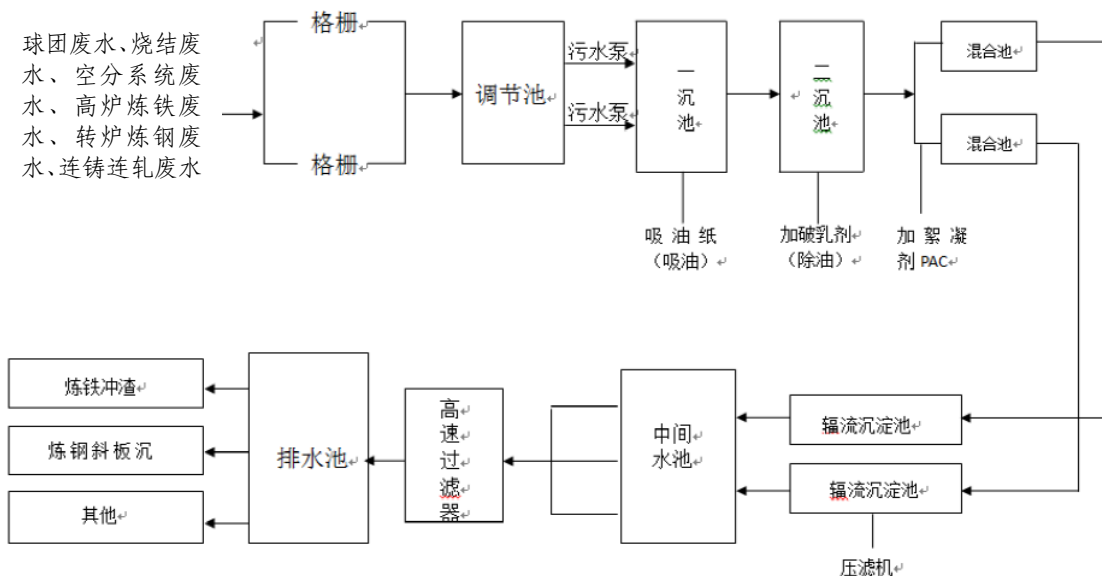 球团废水、烧结废
水、空分系统废
水、高炉炼铁废
水、转炉炼钢废
水、连铸连轧废水
格栅
格栅
调节池
污水泵
污水泵
一沉池
二沉池
混合池
混合池
吸油纸
（吸油）
加破乳剂
（除油）
加絮凝
剂 PAC
炼铁冲渣
炼钢斜板沉
其他
排水池
高速过滤器
中间
水池
辐流沉淀池
辐流沉淀池
压滤机